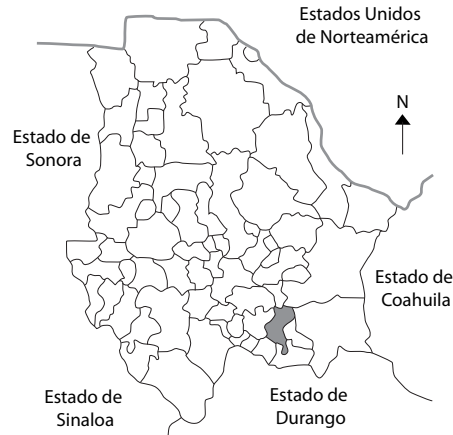 Estados Unidos
de Norteamérica
N
Estado de
Sonora
Estado de
Coahuila
Estado de
Sinaloa
Estado de
Durango